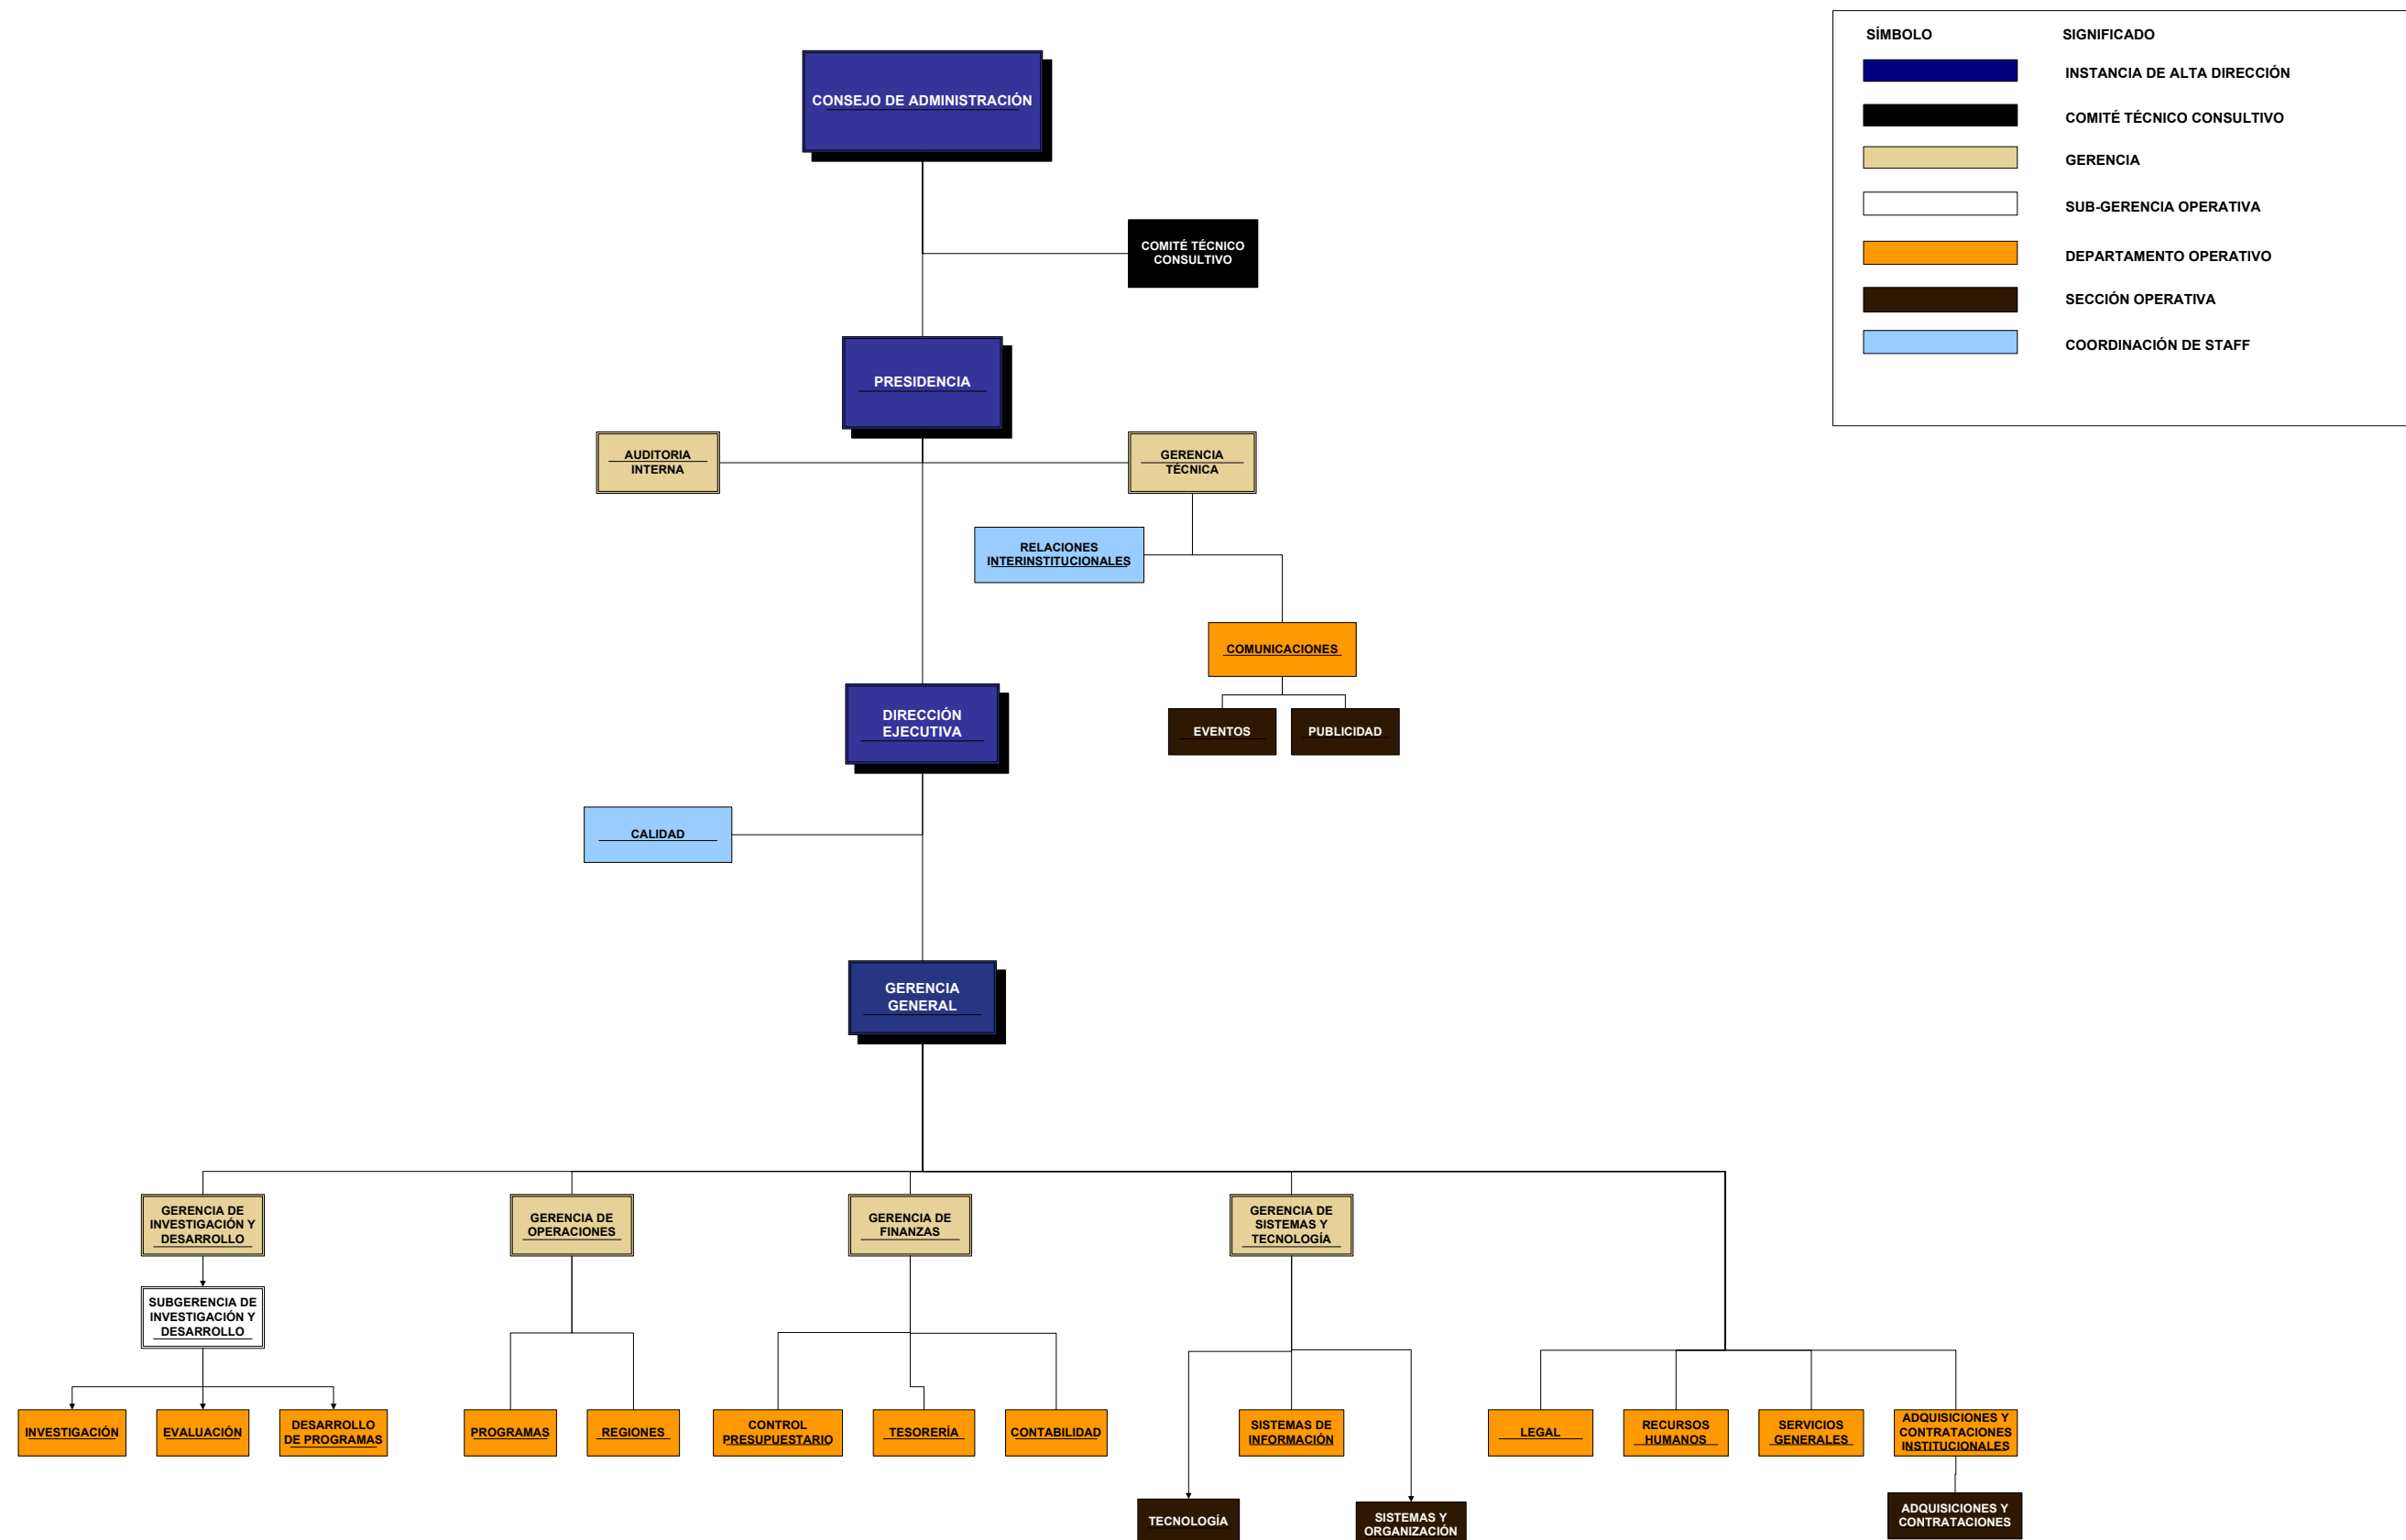 SÍMBOLO SIGNIFICADO
INSTANCIA DE ALTA DIRECCIÓN
COMITÉ TÉCNICO CONSULTIVO
GERENCIA
SUB-GERENCIA OPERATIVA
DEPARTAMENTO OPERATIVO
SECCIÓN OPERATIVA
COORDINACIÓN DE STAFF
CONSEJO DE ADMINISTRACIÓN
COMITÉ TÉCNICO
CONSULTIVO
PRESIDENCIA
AUDITORIA
INTERNA
GERENCIA
TÉCNICA
RELACIONES
INTERINSTITUCIONALES
COMUNICACIONES
EVENTOS
PUBLICIDAD
DIRECCIÓN
EJECUTIVA
CALIDAD
GERENCIA
GENERAL
GERENCIA DE
INVESTIGACIÓN Y
DESARROLLO
GERENCIA DE
OPERACIONES
GERENCIA DE
FINANZAS
GERENCIA DE
SISTEMAS Y
TECNOLOGÍA
SUBGERENCIA DE
INVESTIGACIÓN Y
DESARROLLO
INVESTIGACIÓN
EVALUACIÓN
DESARROLLO
DE PROGRAMAS
PROGRAMAS
REGIONES
CONTROL
PRESUPUESTARIO
TESORERÍA
CONTABILIDAD
SISTEMAS DE
INFORMACIÓN
LEGAL
RECURSOS
HUMANOS
SERVICIOS
GENERALES
ADQUISICIONES Y
CONTRATACIONES
INSTITUCIONALES
TECNOLOGÍA
SISTEMAS Y
ORGANIZACIÓN
ADQUISICIONES Y
CONTRATACIONES